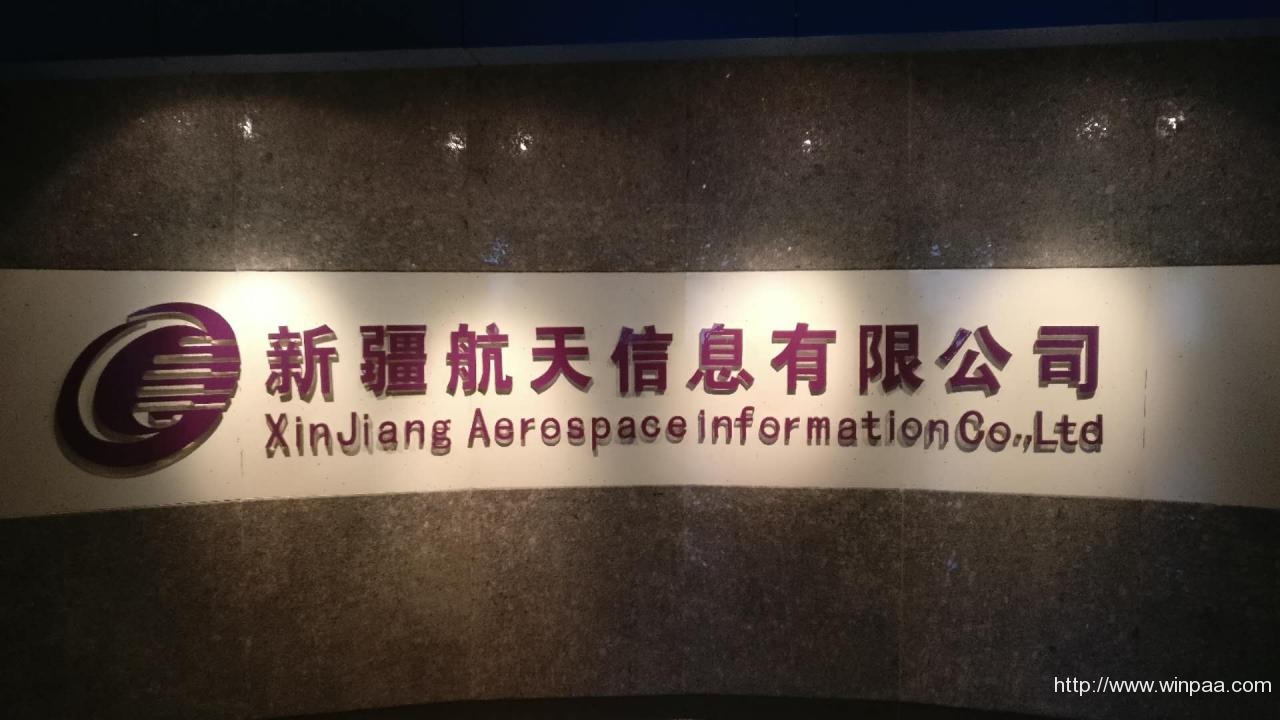 新疆航天信息有限公司
XinJiang Aerospace information Co.,Ltd
http://www.winpaa.com